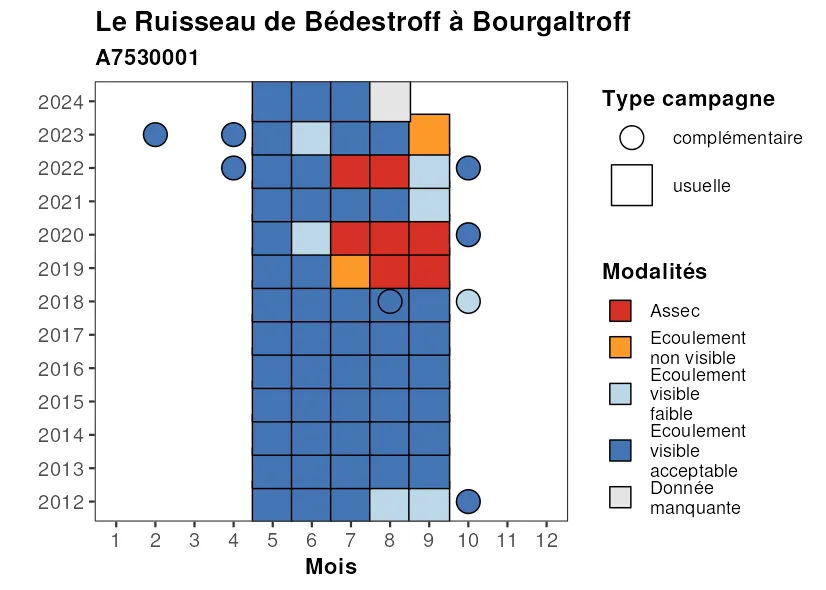 Le Ruisseau de Bédestroff à Bourgaltroff
A7530001
2024
2023
2022
2021
2020
2019
2018
2017
2016
2015
2014
2013
2012
1 2 3 4 5 6 7 8 9 10 11 12
Mois
Type campagne
complémentaire
usuelle
Modalités
Assec
Ecoulement
non visible
Ecoulement
visible
faible
Ecoulement
visible
acceptable
Donnée
manquante